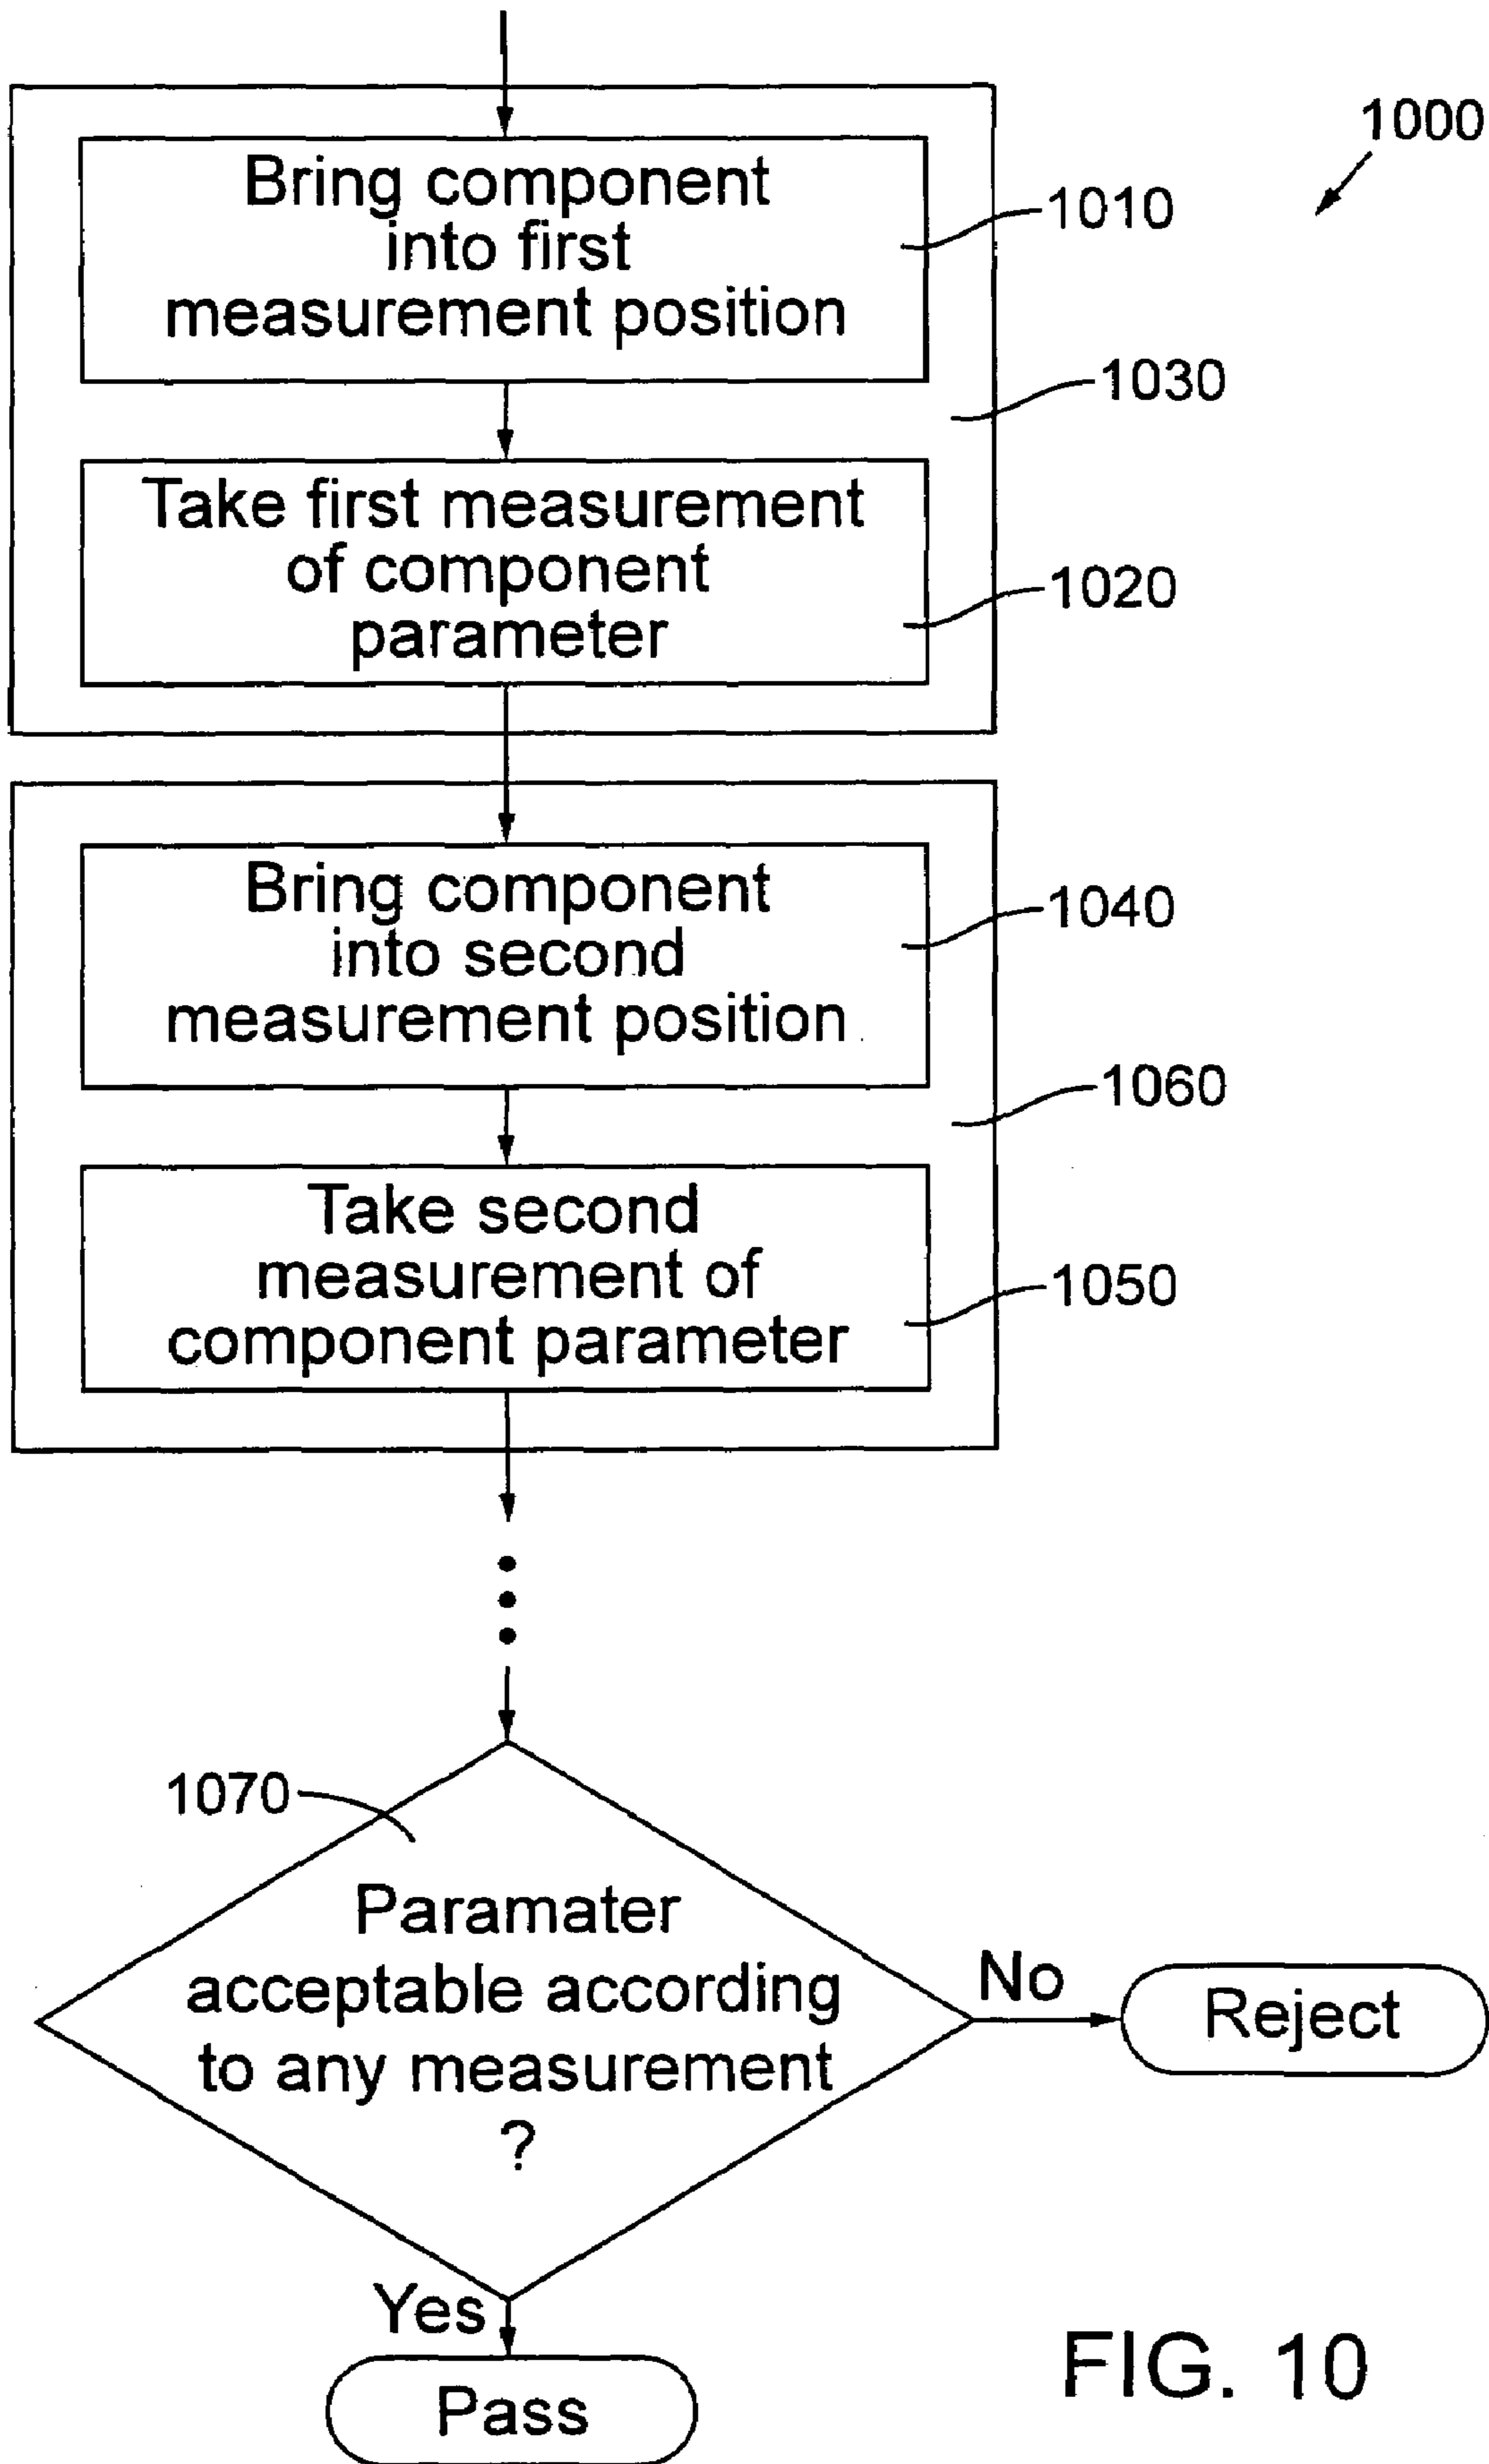 1000
Bring component
into first
measurement position
1010
1030
Take first measurement
of component
parameter
1020
Bring component
into second
measurement position
1040
1060
Take second
measurement of
component parameter
1050
1070
Paramater
acceptable according
to any measurement
?
No
Reject
Yes
Pass
FIG. 10